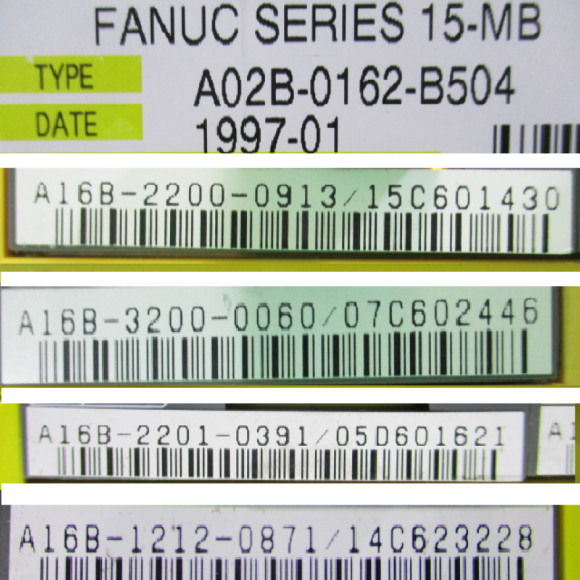 FANUC SERIES 15-MB
TYPE A02B-0162-B504
DATE 1997-01
A16B-2200-0913/15C601430
A16B-3200-0060/07C602446
A16B-2201-0391/05D601621 A1
A16B-1212-0871/14C623228